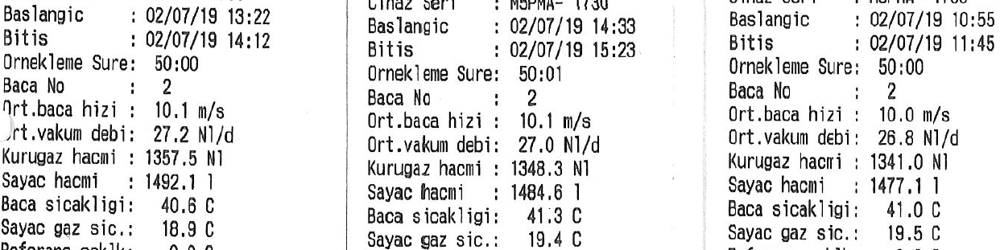 Baslangic : 02/07/19 13:22
Bitis : 02/07/19 14:12
Ornekleme Sure: 50:00
Baca No : 2
Ort.baca hizi : 10.1 m/s
Ort.vakum debi: 27.2 Nl/d
Kurugaz hacmi : 1357.5 Nl
Sayac hacmi : 1492.1 l
Baca sicakligi: 40.6 C
Sayac gaz sic.: 18.9 C
Cihaz Seri : M5PMA- 1730
Baslangic : 02/07/19 14:33
Bitis : 02/07/19 15:23
Ornekleme Sure: 50:01
Baca No : 2
Ort.baca hizi : 10.1 m/s
Ort.vakum debi: 27.0 Nl/d
Kurugaz hacmi : 1348.3 Nl
Sayac hacmi : 1484.6 l
Baca sicakligi: 41.3 C
Sayac gaz sic.: 19.4 C
Baslangic : 02/07/19 10:55
Bitis : 02/07/19 11:45
Ornekleme Sure: 50:00
Baca No : 2
Ort.baca hizi : 10.0 m/s
Ort.vakum debi: 26.8 Nl/d
Kurugaz hacmi : 1341.0 Nl
Sayac hacmi : 1477.1 l
Baca sicakligi: 41.0 C
Sayac gaz sic.: 19.5 C